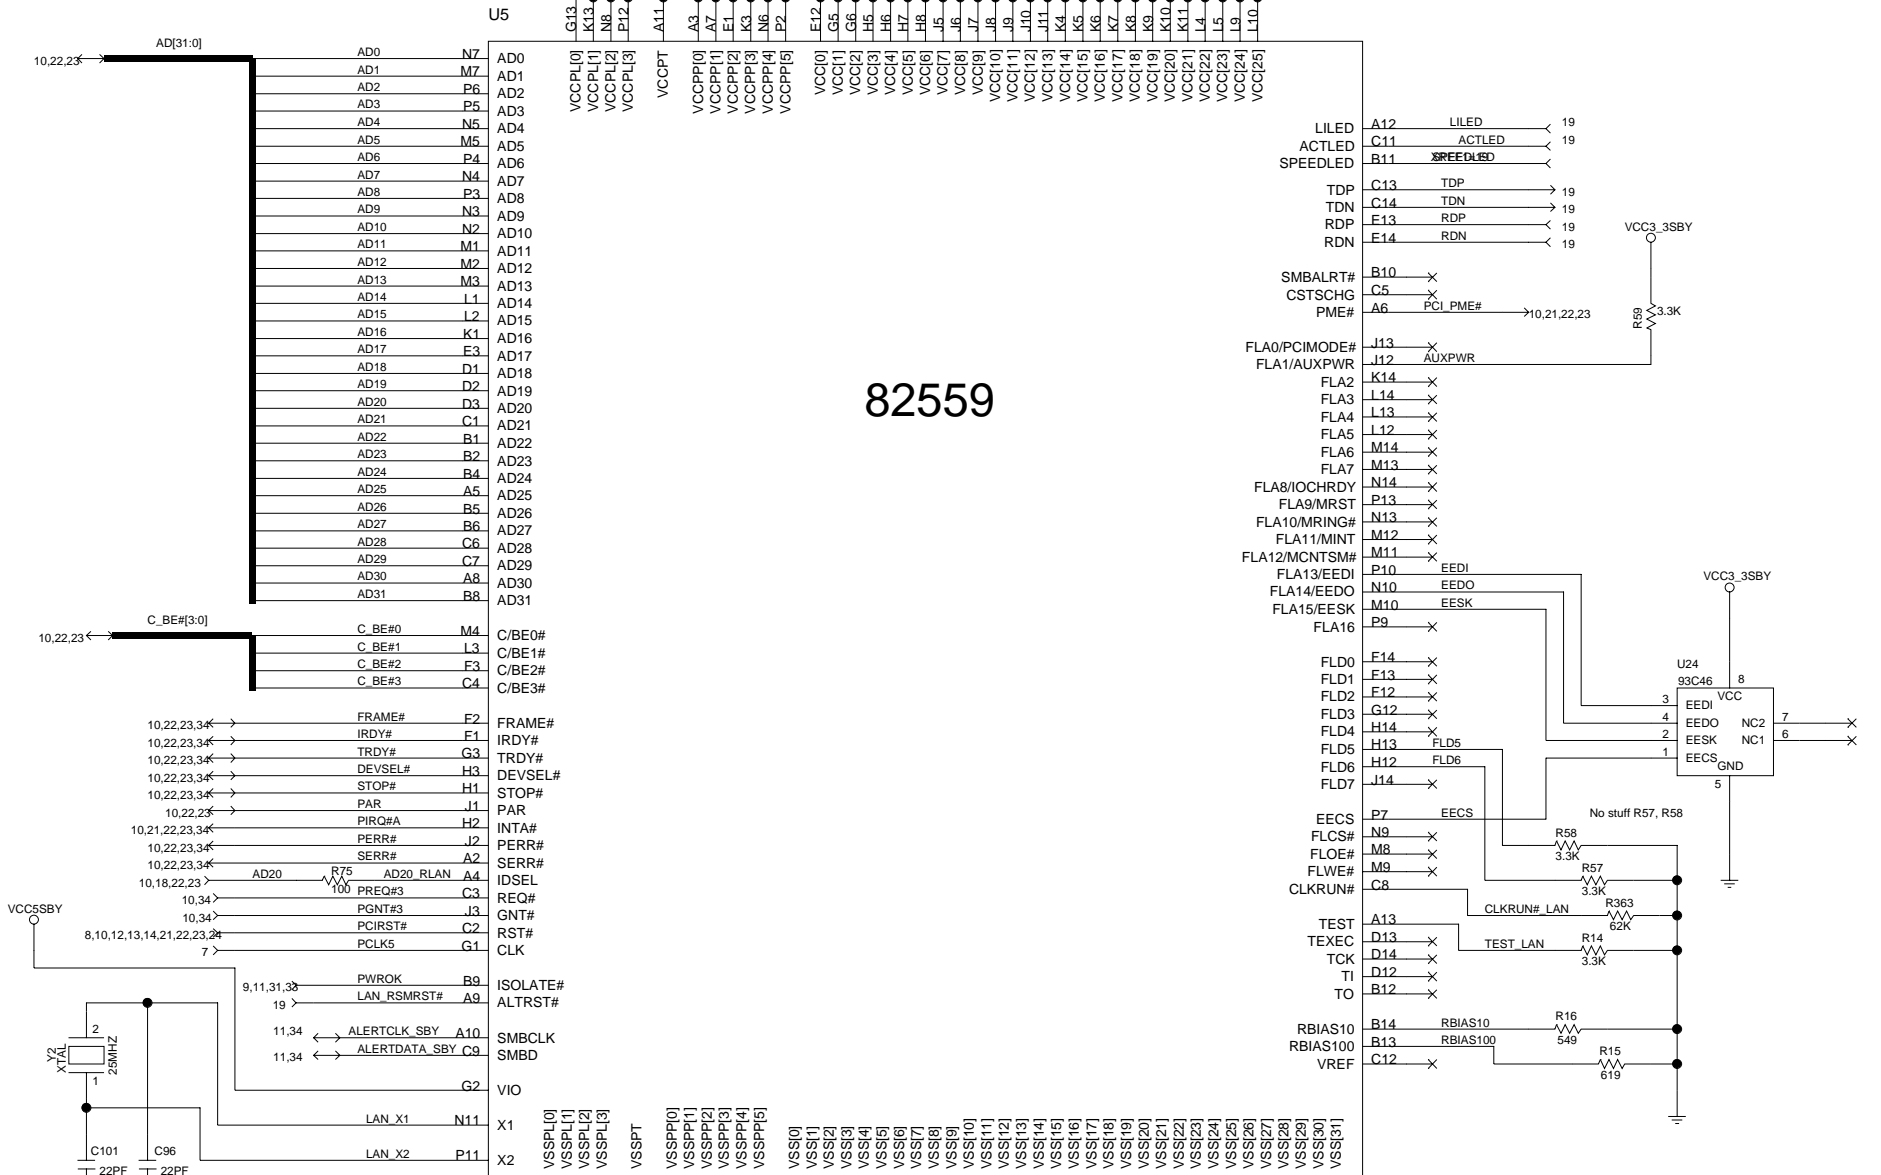 U5
G13 K13 N8 P12 A11 A3 A7 E1 K3 N6 P2 E12 G5 G6 H5 H6 H7 H8 J5 J6 J7 J8 J9 J10 J11 K4 K5 K6 K7 K8 K9 K10 K11 L4 L5 L9 L10
VCCPL[0] VCCPL[1] VCCPL[2] VCCPL[3] VCCPT VCCPP[0] VCCPP[1] VCCPP[2] VCCPP[3] VCCPP[4] VCCPP[5] VCC[0] VCC[1] VCC[2] VCC[3] VCC[4] VCC[5] VCC[6] VCC[7] VCC[8] VCC[9] VCC[10] VCC[11] VCC[12] VCC[13] VCC[14] VCC[15] VCC[16] VCC[17] VCC[18] VCC[19] VCC[20] VCC[21] VCC[22] VCC[23] VCC[24] VCC[25]
AD[31:0]
10,22,23
AD0 N7 AD0
AD1 M7 AD1
AD2 P6 AD2
AD3 P5 AD3
AD4 N5 AD4
AD5 M5 AD5
AD6 P4 AD6
AD7 N4 AD7
AD8 P3 AD8
AD9 N3 AD9
AD10 N2 AD10
AD11 M1 AD11
AD12 M2 AD12
AD13 M3 AD13
AD14 L1 AD14
AD15 L2 AD15
AD16 K1 AD16
AD17 E3 AD17
AD18 D1 AD18
AD19 D2 AD19
AD20 D3 AD20
AD21 C1 AD21
AD22 B1 AD22
AD23 B2 AD23
AD24 B4 AD24
AD25 A5 AD25
AD26 B5 AD26
AD27 B6 AD27
AD28 C6 AD28
AD29 C7 AD29
AD30 A8 AD30
AD31 B8 AD31
C_BE#[3:0]
10,22,23
C_BE#0 M4 C/BE0#
C_BE#1 L3 C/BE1#
C_BE#2 F3 C/BE2#
C_BE#3 C4 C/BE3#
10,22,23,34 FRAME# F2 FRAME#
10,22,23,34 IRDY# F1 IRDY#
10,22,23,34 TRDY# G3 TRDY#
10,22,23,34 DEVSEL# H3 DEVSEL#
10,22,23,34 STOP# H1 STOP#
10,22,23 PAR J1 PAR
10,21,22,23,34 PIRQ#A H2 INTA#
10,22,23,34 PERR# J2 PERR#
10,22,23,34 SERR# A2 SERR#
10,18,22,23 AD20 R75 100 AD20_RLAN A4 IDSEL
10,34 PREQ#3 C3 REQ#
10,34 PGNT#3 J3 GNT#
8,10,12,13,14,21,22,23,24 PCIRST# C2 RST#
7 PCLK5 G1 CLK
VCC5SBY
9,11,31,33 PWROK B9 ISOLATE#
19 LAN_RSMRST# A9 ALTRST#
11,34 ALERTCLK_SBY A10 SMBCLK
11,34 ALERTDATA_SBY C9 SMBD
G2 VIO
Y2 XTAL 2 1 25MHZ
LAN_X1 N11 X1
LAN_X2 P11 X2
C101 22PF
C96 22PF
82559
LILED A12 LILED 19
ACTLED C11 ACTLED 19
SPEEDLED B11
TDP C13 TDP 19
TDN C14 TDN 19
RDP E13 RDP 19
RDN E14 RDN 19
SMBALRT# B10
CSTSCHG C5
PME# A6 PCI_PME# 10,21,22,23
VCC3_3SBY
R59 3.3K
FLA0/PCIMODE# J13
FLA1/AUXPWR J12 AUXPWR
FLA2 K14
FLA3 L14
FLA4 L13
FLA5 L12
FLA6 M14
FLA7 M13
FLA8/IOCHRDY N14
FLA9/MRST P13
FLA10/MRING# N13
FLA11/MINT M12
FLA12/MCNTSM# M11
FLA13/EEDI P10 EEDI
FLA14/EEDO N10 EEDO
FLA15/EESK M10 EESK
FLA16 P9
FLD0 F14
FLD1 F13
FLD2 F12
FLD3 G12
FLD4 H14
FLD5 H13 FLD5
FLD6 H12 FLD6
FLD7 J14
VCC3_3SBY
U24
93C46
8 VCC
3 EEDI
4 EEDO NC2 7
2 EESK NC1 6
1 EECS GND
5
EECS P7 EECS
No stuff R57, R58
FLCS# N9
FLOE# M8
FLWE# M9
CLKRUN# C8
R58 3.3K
R57 3.3K
CLKRUN#_LAN R363 62K
TEST A13 TEST_LAN R14 3.3K
TEXEC D13
TCK D14
TI D12
TO B12
RBIAS10 B14 RBIAS10 R16 549
RBIAS100 B13 RBIAS100 R15 619
VREF C12
VSSPL[0] VSSPL[1] VSSPL[2] VSSPL[3] VSSPT VSSPP[0] VSSPP[1] VSSPP[2] VSSPP[3] VSSPP[4] VSSPP[5] VSS[0] VSS[1] VSS[2] VSS[3] VSS[4] VSS[5] VSS[6] VSS[7] VSS[8] VSS[9] VSS[10] VSS[11] VSS[12] VSS[13] VSS[14] VSS[15] VSS[16] VSS[17] VSS[18] VSS[19] VSS[20] VSS[21] VSS[22] VSS[23] VSS[24] VSS[25] VSS[26] VSS[27] VSS[28] VSS[29] VSS[30] VSS[31]